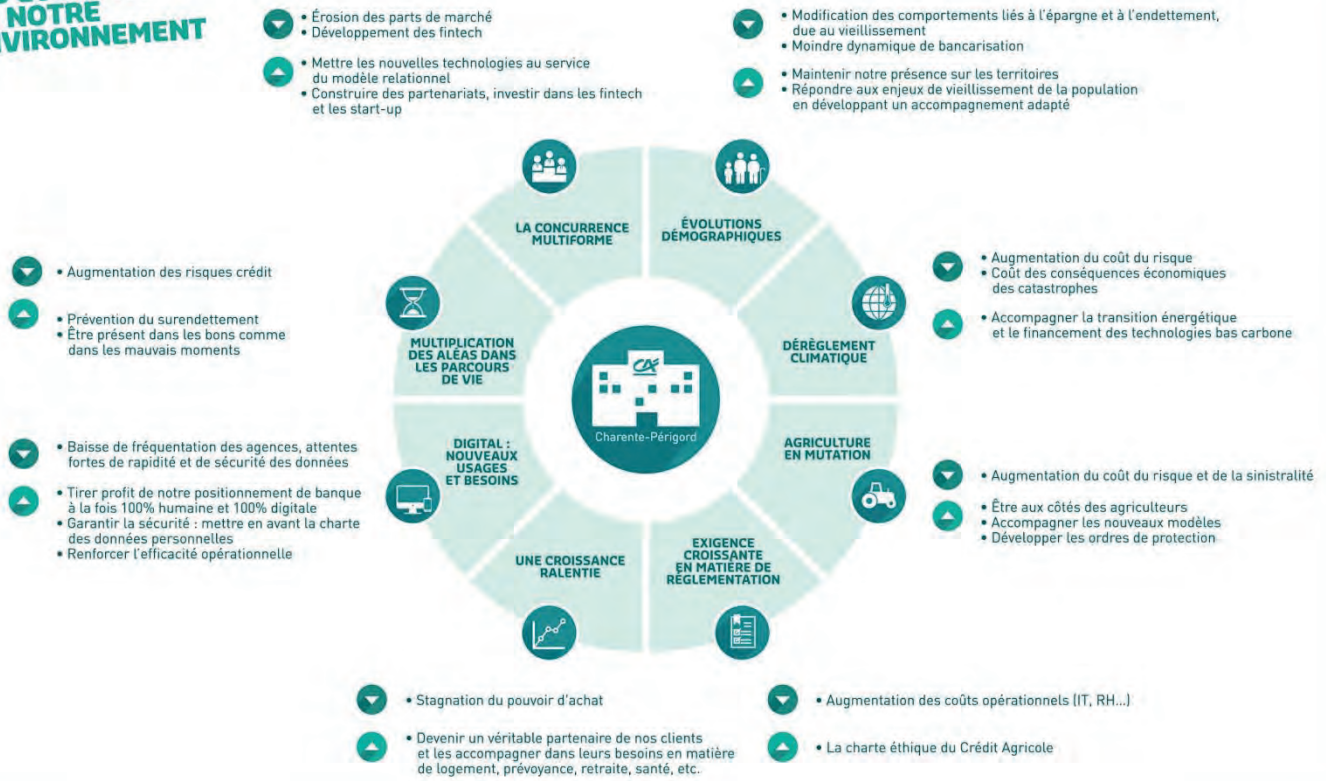 NOTRE
ENVIRONNEMENT
• Érosion des parts de marché
• Développement des fintech
• Mettre les nouvelles technologies au service
du modèle relationnel
• Construire des partenariats, investir dans les fintech
et les start-up
• Modification des comportements liés à l'épargne et à l'endettement,
due au vieillissement
• Moindre dynamique de bancarisation
• Maintenir notre présence sur les territoires
• Répondre aux enjeux de vieillissement de la population
en développant un accompagnement adapté
LA CONCURRENCE
MULTIFORME
ÉVOLUTIONS
DÉMOGRAPHIQUES
• Augmentation des risques crédit
• Prévention du surendettement
• Être présent dans les bons comme
dans les mauvais moments
MULTIPLICATION
DES ALÉAS DANS
LES PARCOURS
DE VIE
DÉRÈGLEMENT
CLIMATIQUE
• Augmentation du coût du risque
• Coût des conséquences économiques
des catastrophes
• Accompagner la transition énergétique
et le financement des technologies bas carbone
CA
Charente-Périgord
• Baisse de fréquentation des agences, attentes
fortes de rapidité et de sécurité des données
• Tirer profit de notre positionnement de banque
à la fois 100% humaine et 100% digitale
• Garantir la sécurité : mettre en avant la charte
des données personnelles
• Renforcer l'efficacité opérationnelle
DIGITAL :
NOUVEAUX
USAGES
ET BESOINS
AGRICULTURE
EN MUTATION
• Augmentation du coût du risque et de la sinistralité
• Être aux côtés des agriculteurs
• Accompagner les nouveaux modèles
• Développer les ordres de protection
UNE CROISSANCE
RALENTIE
EXIGENCE
CROISSANTE
EN MATIÈRE DE
RÉGLEMENTATION
• Stagnation du pouvoir d'achat
• Devenir un véritable partenaire de nos clients
et les accompagner dans leurs besoins en matière
de logement, prévoyance, retraite, santé, etc.
• Augmentation des coûts opérationnels (IT, RH...)
• La charte éthique du Crédit Agricole